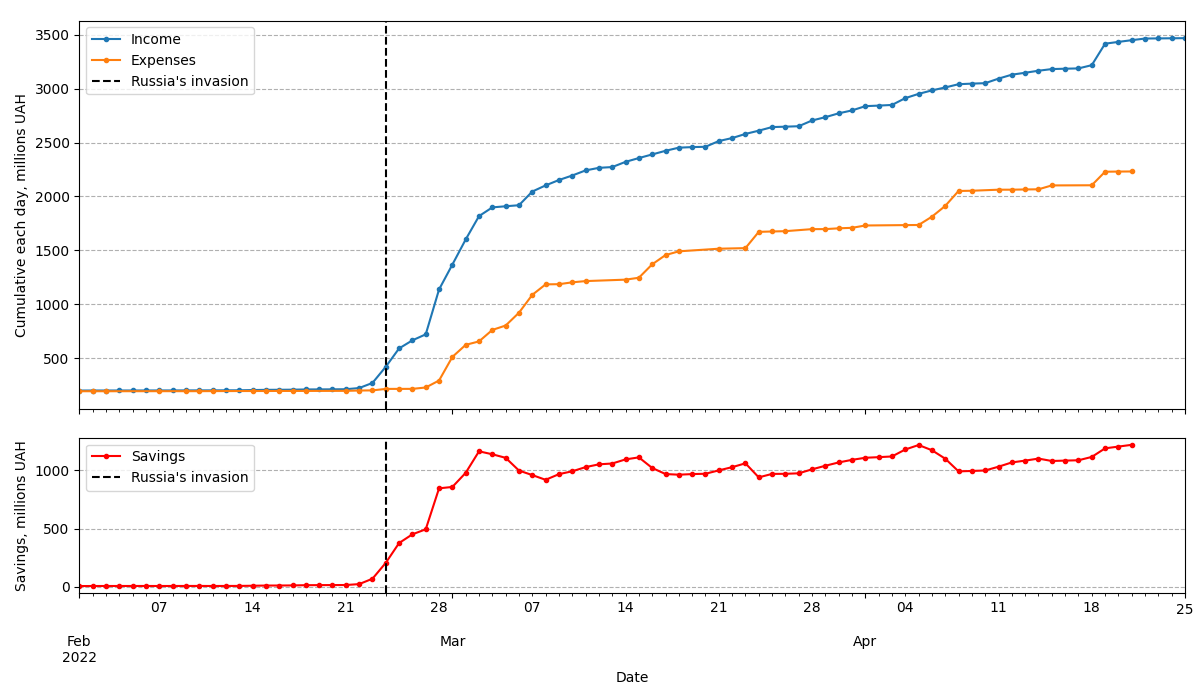 Cumulative each day, millions UAH
3500
3000
2500
2000
1500
1000
500
Income
Expenses
Russia's invasion
Savings, millions UAH
1000
500
0
Savings
Russia's invasion
07 14 21 28 07 14 21 28 04 11 18 25
Feb Mar Apr
2022
Date